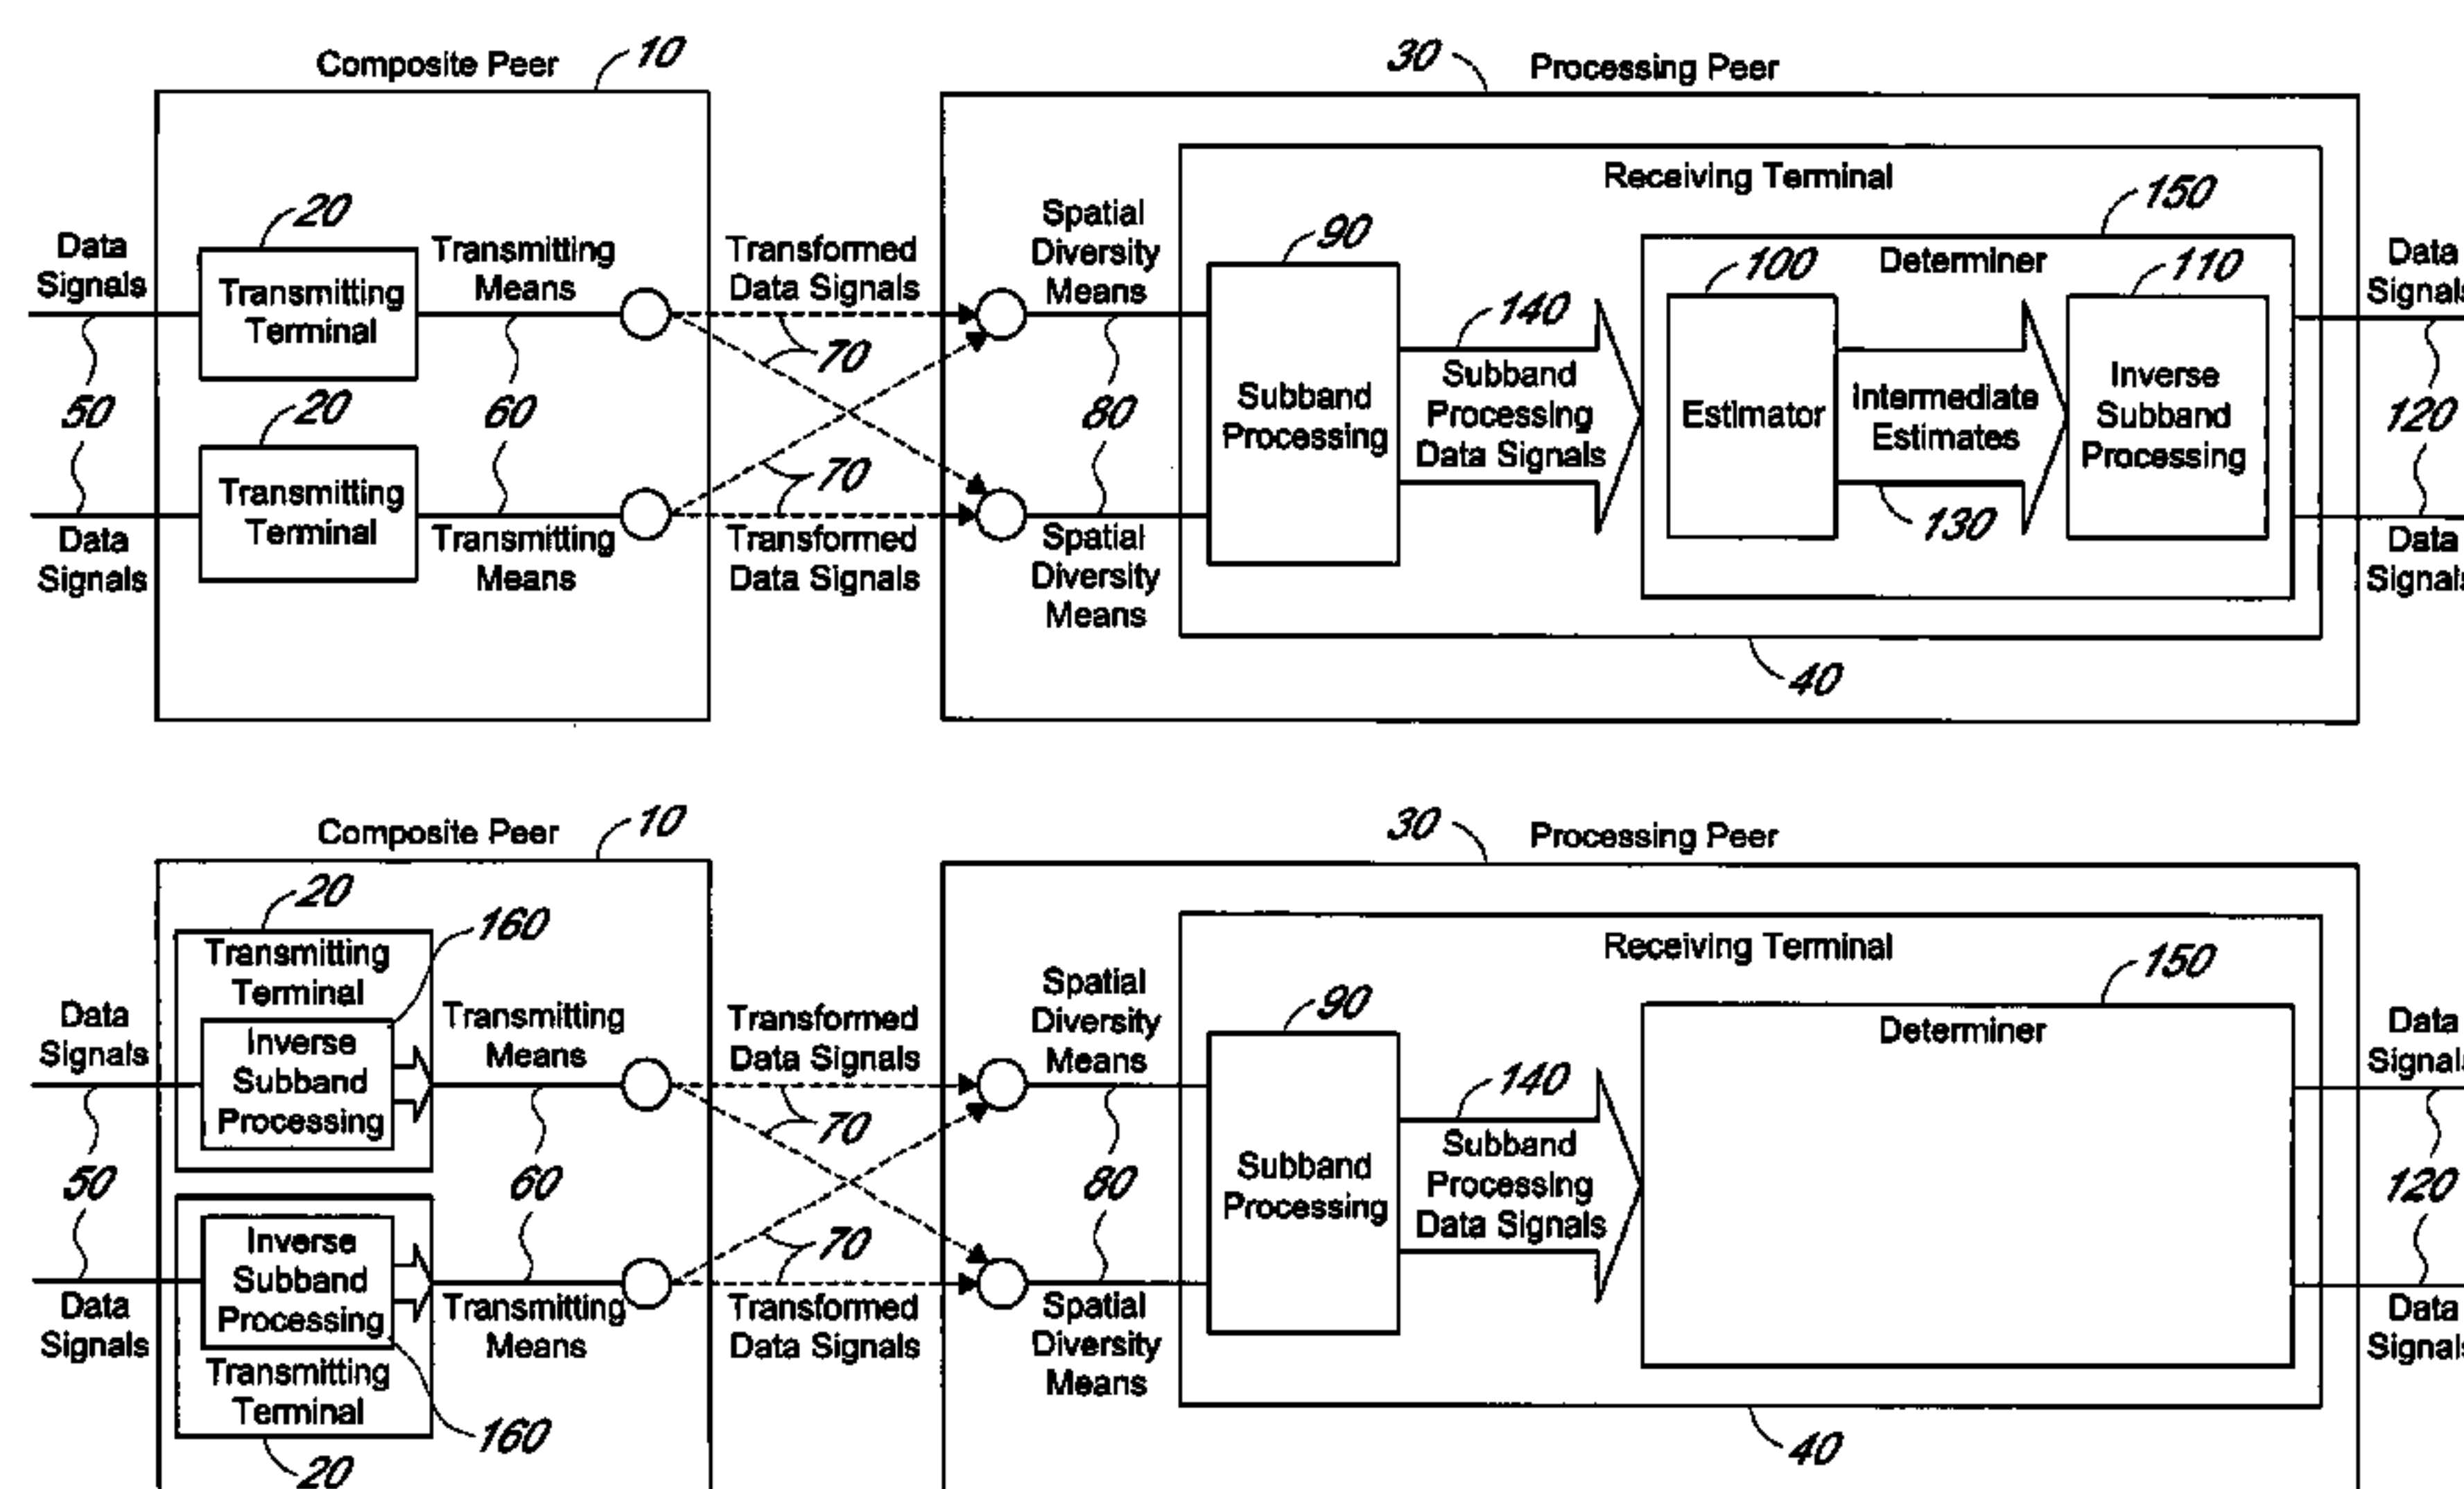 Composite Peer
10
30
Processing Peer
Receiving Terminal
Data
Signals
20
Transmitting
Terminal
Transmitting
Means
Transformed
Data Signals
Spatial
Diversity
Means
90
Subband
Processing
140
Subband
Processing
Data Signals
150
Determiner
100
Estimator
Intermediate
Estimates
130
110
Inverse
Subband
Processing
Data
Signals
50
60
70
70
80
120
20
Transmitting
Terminal
Data
Signals
Transmitting
Means
Transformed
Data Signals
Spatial
Diversity
Means
Data
Signals
40
Composite Peer
10
30
Processing Peer
Receiving Terminal
20
160
Transmitting
Terminal
Data
Signals
Inverse
Subband
Processing
Transmitting
Means
Transformed
Data Signals
Spatial
Diversity
Means
90
Subband
Processing
140
Subband
Processing
Data Signals
150
Determiner
Data
Signals
50
60
70
70
80
120
Inverse
Subband
Processing
Transmitting
Terminal
160
20
Data
Signals
Transmitting
Means
Transformed
Data Signals
Spatial
Diversity
Means
Data
Signals
40